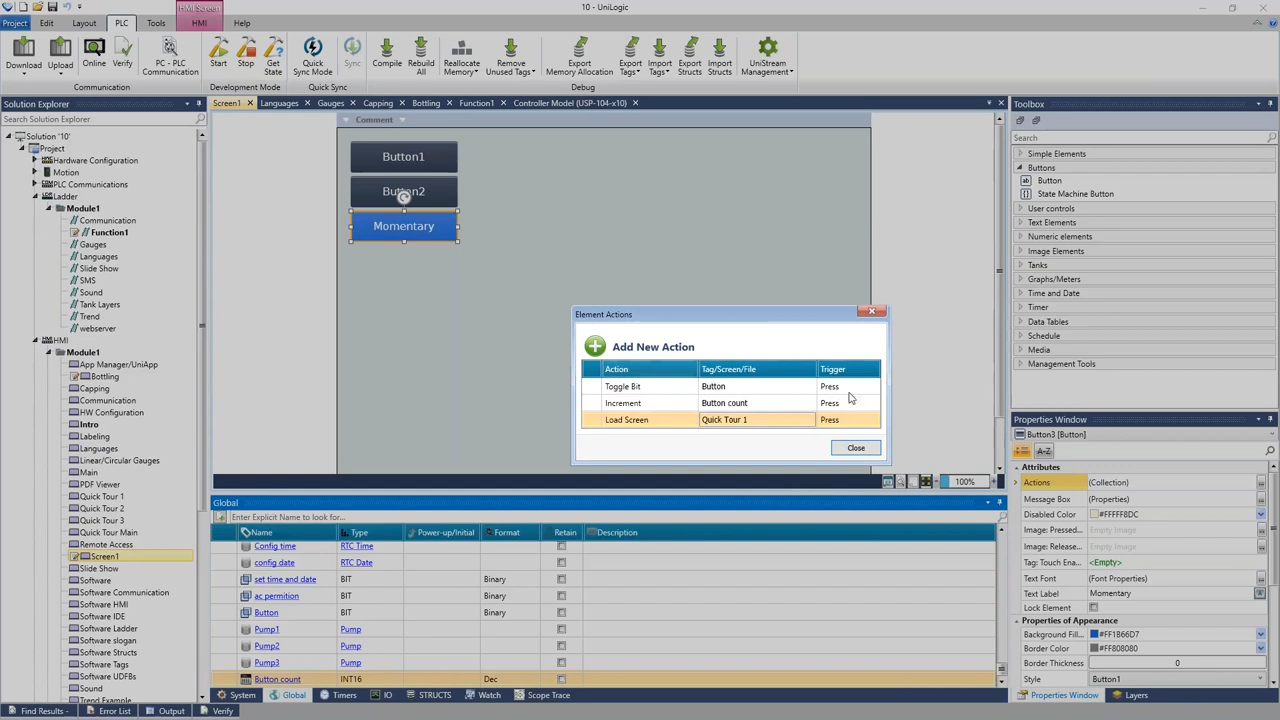 HMI Screen
10 - UniLogic
Project Edit Layout PLC Tools HMI Help
Download Upload Online Verify PC - PLC Communication Start Stop Get State Quick Sync Mode Sync Compile Rebuild All Reallocate Memory Remove Unused Tags Export Memory Allocation Export Tags Import Tags Export Structs Import Structs UniStream Management
Communication Development Mode Quick Sync Debug
Solution Explorer
Search Solution Explorer
Solution '10'
Project
Hardware Configuration
Motion
PLC Communications
Ladder
Module1
Communication
Function1
Gauges
Languages
Slide Show
SMS
Sound
Tank Layers
Trend
webserver
HMI
Module1
App Manager/UniApp
Bottling
Capping
Communication
HW Configuration
Intro
Labeling
Languages
Linear/Circular Gauges
Main
PDF Viewer
Quick Tour 1
Quick Tour 2
Quick Tour 3
Quick Tour Main
Remote Access
Screen1
Slide Show
Software
Software Communication
Software HMI
Software IDE
Software Ladder
Software slogan
Software Structs
Software Tags
Software UDFBs
Sound
Trend Example
Screen1 Languages Gauges Capping Bottling Function1 Controller Model (USP-104-x10)
Comment
Button1
Button2
Momentary
Element Actions
Add New Action
Action Tag/Screen/File Trigger
Toggle Bit Button Press
Increment Button count Press
Load Screen Quick Tour 1 Press
Close
100%
Global
Enter Explicit Name to look for...
Name Type Power-up/Initial Format Retain Description
Config time RTC Time
config date RTC Date
set time and date BIT Binary
ac permition BIT Binary
Button BIT Binary
Pump1 Pump
Pump2 Pump
Pump3 Pump
Button count INT16 Dec
System Global Timers IO STRUCTS Watch Scope Trace
Toolbox
Search
Simple Elements
Buttons
Button
State Machine Button
User controls
Text Elements
Numeric elements
Image Elements
Tanks
Graphs/Meters
Time and Date
Timer
Data Tables
Schedule
Media
Management Tools
Properties Window
Button3 [Button]
A-Z
Attributes
Actions (Collection)
Message Box (Properties)
Disabled Color #FFFFF8DC
Image: Pressed... Empty Image
Image: Release... Empty Image
Tag: Touch Ena... <Empty>
Text Font (Font Properties)
Text Label Momentary
Lock Element
Properties of Appearance
Background Fill... #FF1B66D7
Border Color #FF808080
Border Thickness 0
Style Button1
Properties Window Layers
Find Results - Error List Output Verify